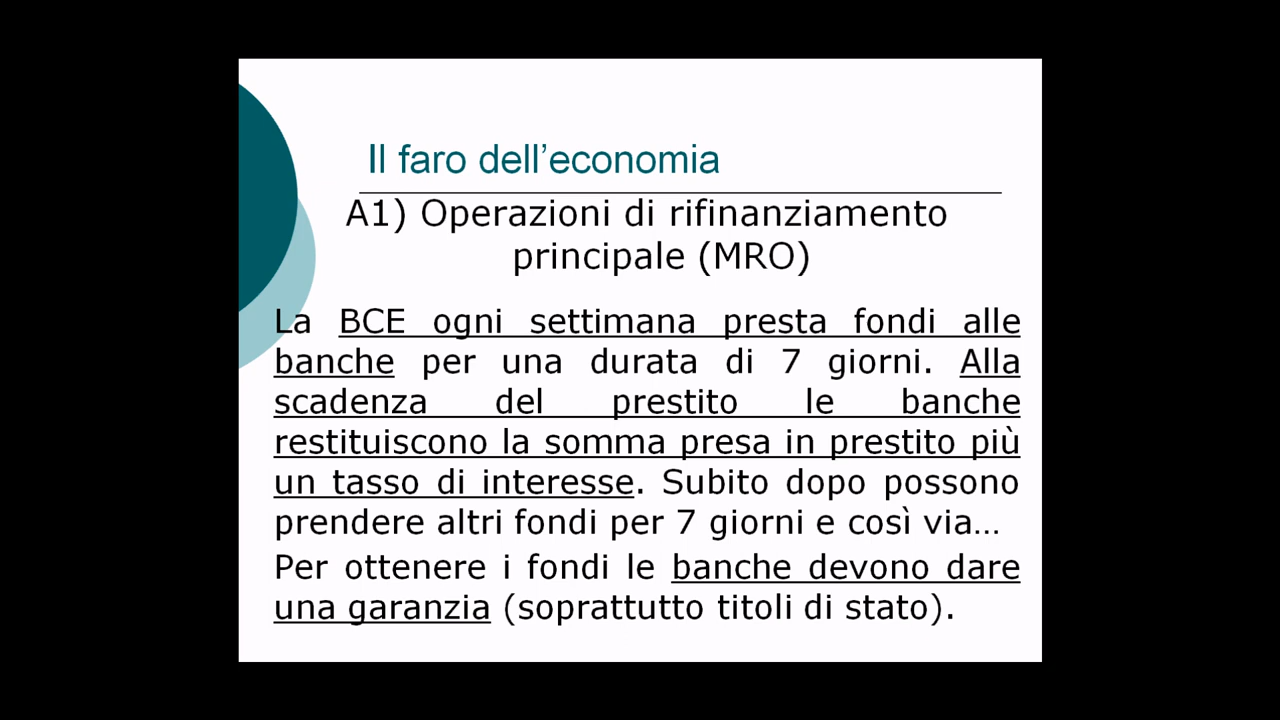 Il faro dell’economia
A1) Operazioni di rifinanziamento
principale (MRO)
La BCE ogni settimana presta fondi alle
banche per una durata di 7 giorni. Alla
scadenza del prestito le banche
restituiscono la somma presa in prestito più
un tasso di interesse. Subito dopo possono
prendere altri fondi per 7 giorni e così via…
Per ottenere i fondi le banche devono dare
una garanzia (soprattutto titoli di stato).